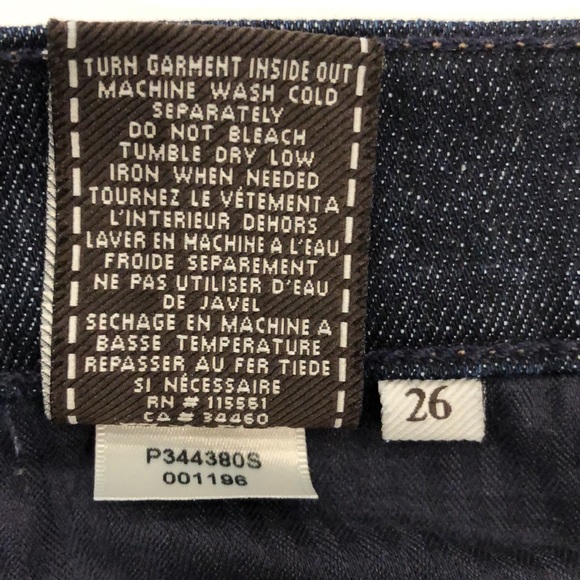 TURN GARMENT INSIDE OUT
MACHINE WASH COLD
SEPARATELY
DO NOT BLEACH
TUMBLE DRY LOW
IRON WHEN NEEDED
TOURNEZ LE VÉTEMENT A
L'INTERIEUR DEHORS
LAVER EN MACHINE A L'EAU
FROIDE SEPAREMENT
NE PAS UTILISER D'EAU
DE JAVEL
SECHAGE EN MACHINE A
BASSE TEMPERATURE
REPASSER AU FER TIEDE
SI NÉCESSAIRE
RN # 115561
CA # 34460
26
P344380S
001196